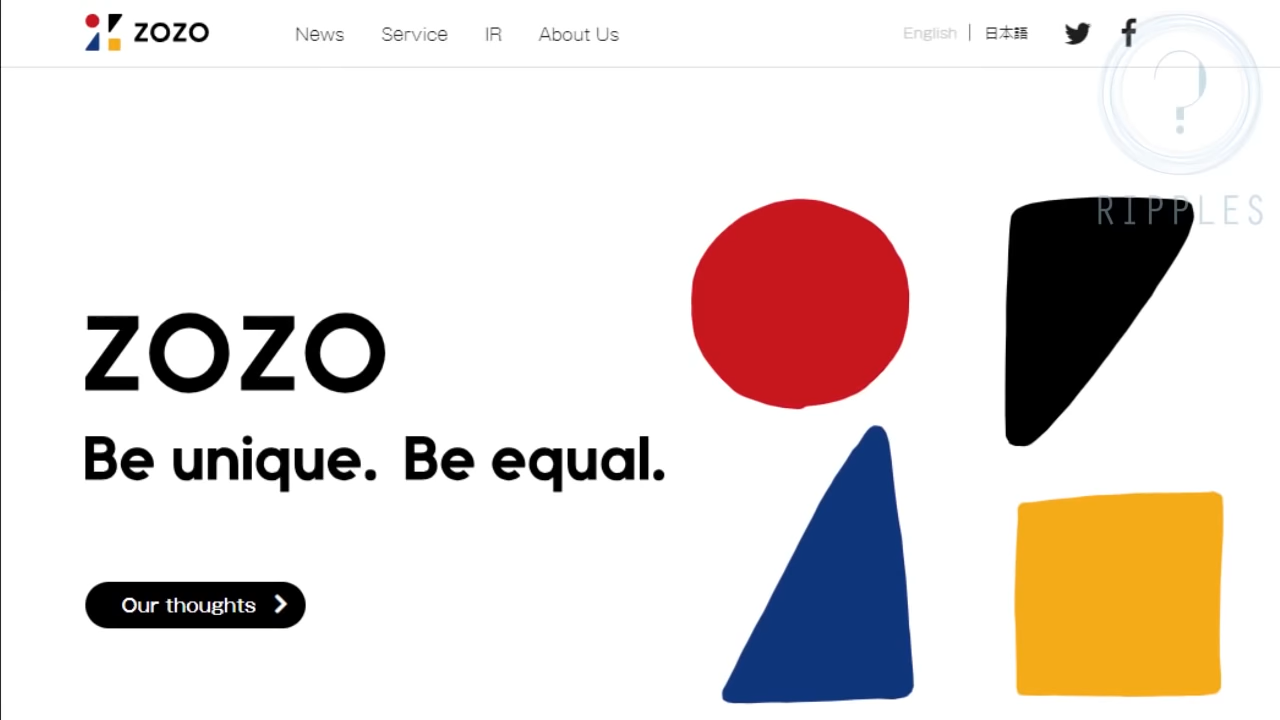 ZOZO News Service IR About Us English | 日本語
?
RIPPLES
ZOZO
Be unique. Be equal.
Our thoughts